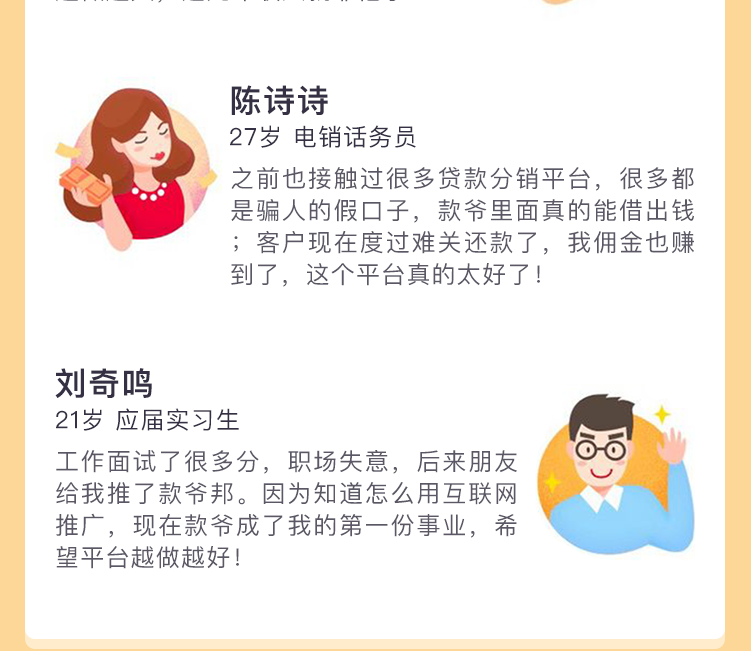 陈诗诗
27岁 电销话务员
之前也接触过很多贷款分销平台，很多都
是骗人的假口子，款爷里面真的能借出钱
；客户现在度过难关还款了，我佣金也赚
到了，这个平台真的太好了！
刘奇鸣
21岁 应届实习生
工作面试了很多分，职场失意，后来朋友
给我推了款爷邦。因为知道怎么用互联网
推广，现在款爷成了我的第一份事业，希
望平台越做越好！